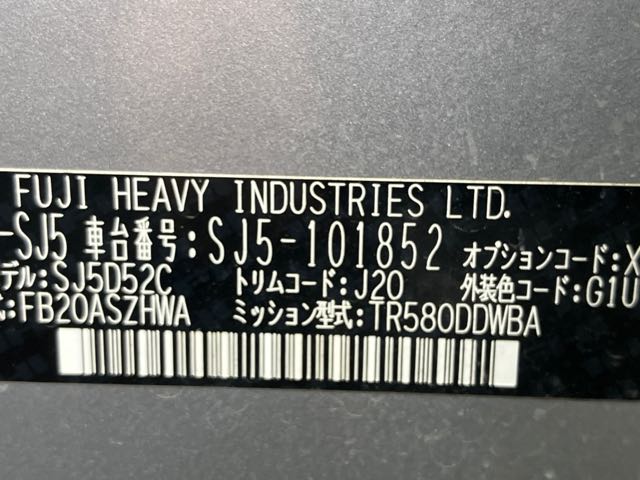 FUJI HEAVY INDUSTRIES LTD.
-SJ5 車台番号:SJ5-101852 オプションコード:X
デル:SJ5D52C トリムコード:J20 外装色コード:G1U
式:FB20ASZHWA ミッション型式:TR580DDWBA